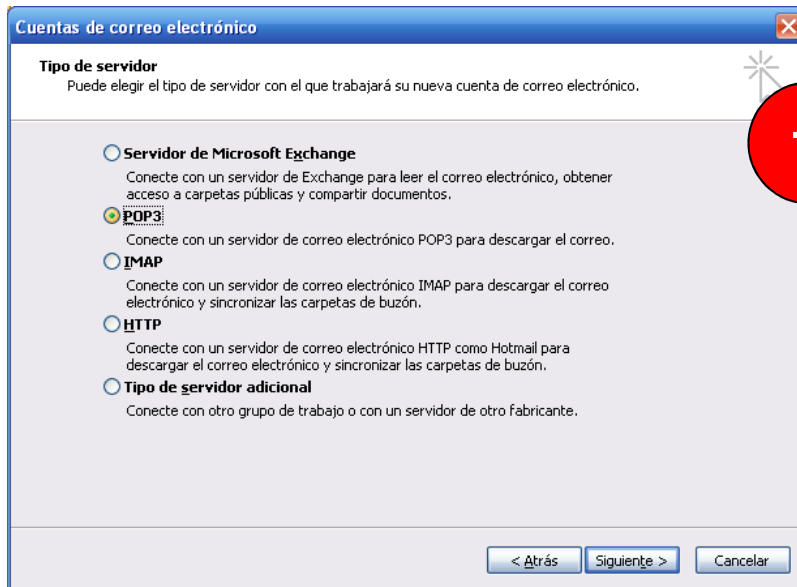 Cuentas de correo electrónico
Tipo de servidor
Puede elegir el tipo de servidor con el que trabajará su nueva cuenta de correo electrónico.
Servidor de Microsoft Exchange
Conecte con un servidor de Exchange para leer el correo electrónico, obtener
acceso a carpetas públicas y compartir documentos.
POP3
Conecte con un servidor de correo electrónico POP3 para descargar el correo.
IMAP
Conecte con un servidor de correo electrónico IMAP para descargar el correo
electrónico y sincronizar las carpetas de buzón.
HTTP
Conecte con un servidor de correo electrónico HTTP como Hotmail para
descargar el correo electrónico y sincronizar las carpetas de buzón.
Tipo de servidor adicional
Conecte con otro grupo de trabajo o con un servidor de otro fabricante.
< Atrás Siguiente > Cancelar